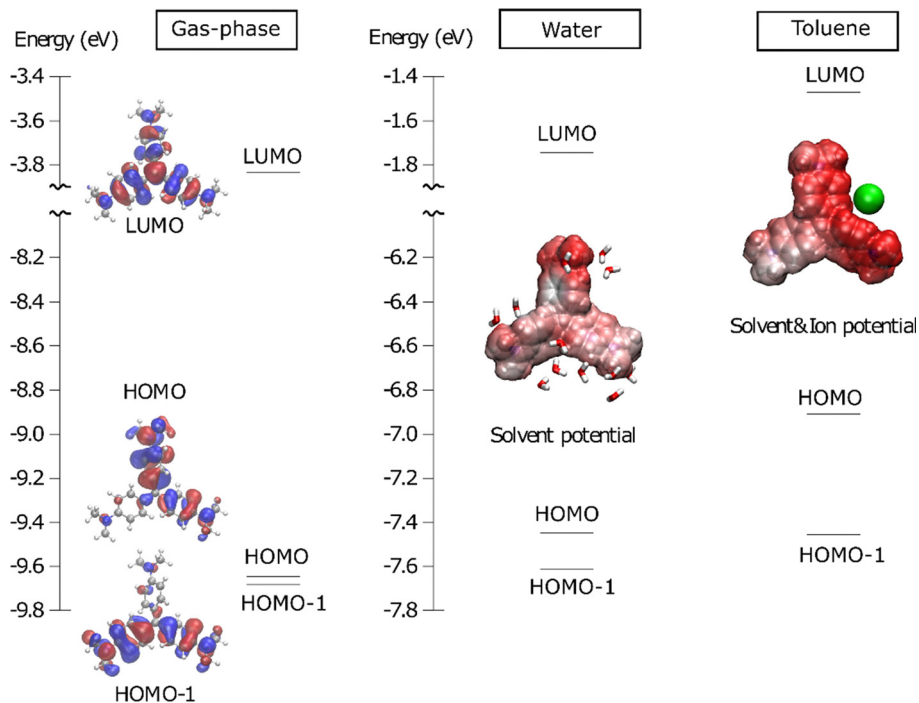 Energy (eV)
Gas-phase
-3.4
-3.6
-3.8
-8.2
-8.4
-8.6
-8.8
-9.0
-9.2
-9.4
-9.6
-9.8
LUMO
LUMO
HOMO
HOMO
HOMO-1
HOMO-1
Energy (eV)
Water
Toluene
-1.4
-1.6
-1.8
-6.2
-6.4
-6.6
-6.8
-7.0
-7.2
-7.4
-7.6
-7.8
LUMO
Solvent potential
HOMO
HOMO-1
LUMO
Solvent&Ion potential
HOMO
HOMO-1